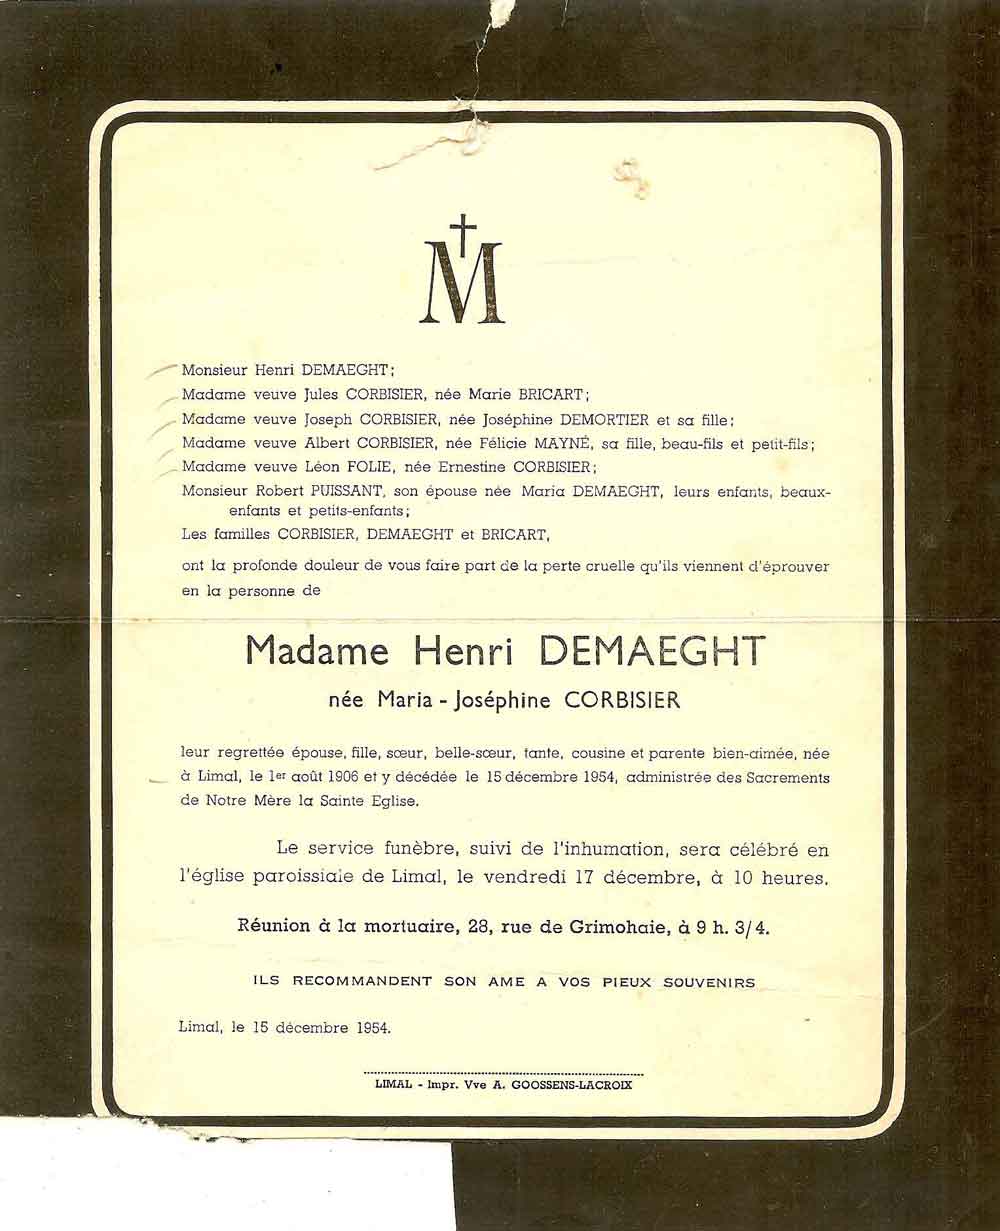 †
M
Monsieur Henri DEMAEGHT;
Madame veuve Jules CORBISIER, née Marie BRICART;
Madame veuve Joseph CORBISIER, née Joséphine DEMORTIER et sa fille;
Madame veuve Albert CORBISIER, née Félicie MAYNÉ, sa fille, beau-fils et petit-fils;
Madame veuve Léon FOLIE, née Ernestine CORBISIER;
Monsieur Robert PUISSANT, son épouse née Maria DEMAEGHT, leurs enfants, beaux-
enfants et petits-enfants;
Les familles CORBISIER, DEMAEGHT et BRICART,
ont la profonde douleur de vous faire part de la perte cruelle qu'ils viennent d'éprouver
en la personne de
Madame Henri DEMAEGHT
née Maria - Joséphine CORBISIER
leur regrettée épouse, fille, sœur, belle-sœur, tante, cousine et parente bien-aimée, née
à Limal, le 1er août 1906 et y décédée le 15 décembre 1954, administrée des Sacrements
de Notre Mère la Sainte Eglise.
Le service funèbre, suivi de l'inhumation, sera célébré en
l'église paroissiale de Limal, le vendredi 17 décembre, à 10 heures.
Réunion à la mortuaire, 28, rue de Grimohaie, à 9 h. 3/4.
ILS RECOMMANDENT SON AME A VOS PIEUX SOUVENIRS
Limal, le 15 décembre 1954.
LIMAL - Impr. Vve A. GOOSSENS-LACROIX